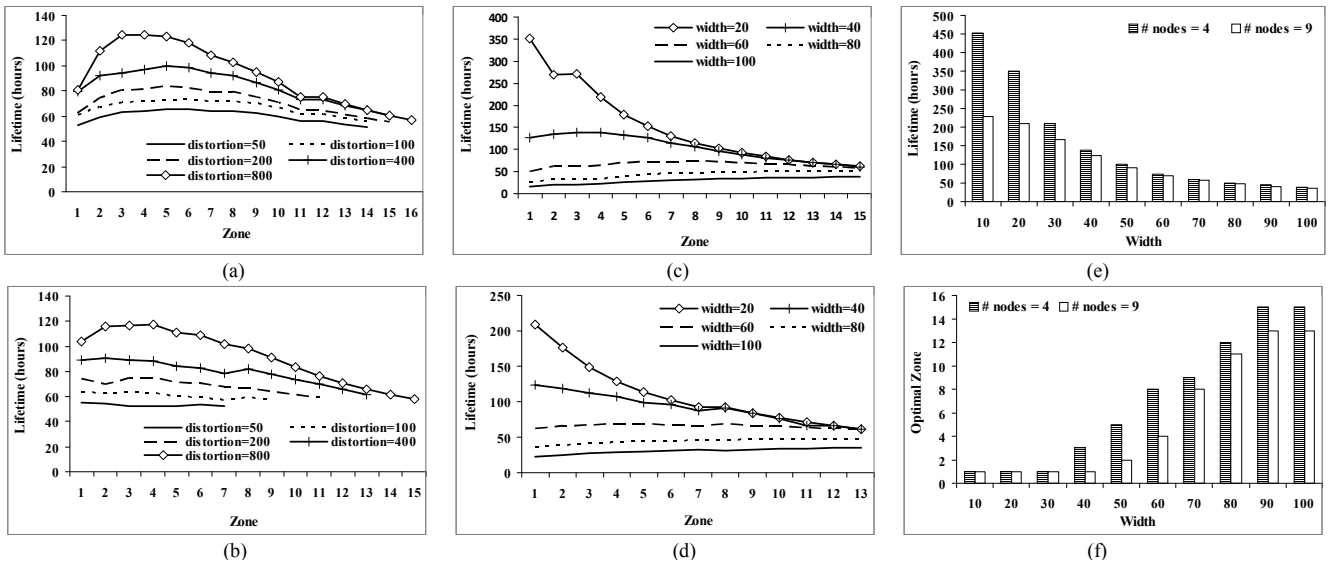 140
120
100
80
60
40
20
0
Lifetime (hours)
distortion=50 distortion=100
distortion=200 distortion=400
distortion=800
1 2 3 4 5 6 7 8 9 10 11 12 13 14 15 16
Zone
(a)
400
350
300
250
200
150
100
50
0
Lifetime (hours)
width=20 width=40
width=60 width=80
width=100
1 2 3 4 5 6 7 8 9 10 11 12 13 14 15
Zone
(c)
500
450
400
350
300
250
200
150
100
50
0
Lifetime (hours)
# nodes = 4 # nodes = 9
10 20 30 40 50 60 70 80 90 100
Width
(e)
140
120
100
80
60
40
20
0
Lifetime (hours)
distortion=50 distortion=100
distortion=200 distortion=400
distortion=800
1 2 3 4 5 6 7 8 9 10 11 12 13 14 15
Zone
(b)
250
200
150
100
50
0
Lifetime (hours)
width=20 width=40
width=60 width=80
width=100
1 2 3 4 5 6 7 8 9 10 11 12 13
Zone
(d)
16
14
12
10
8
6
4
2
0
Optimal Zone
# nodes = 4 # nodes = 9
10 20 30 40 50 60 70 80 90 100
Width
(f)